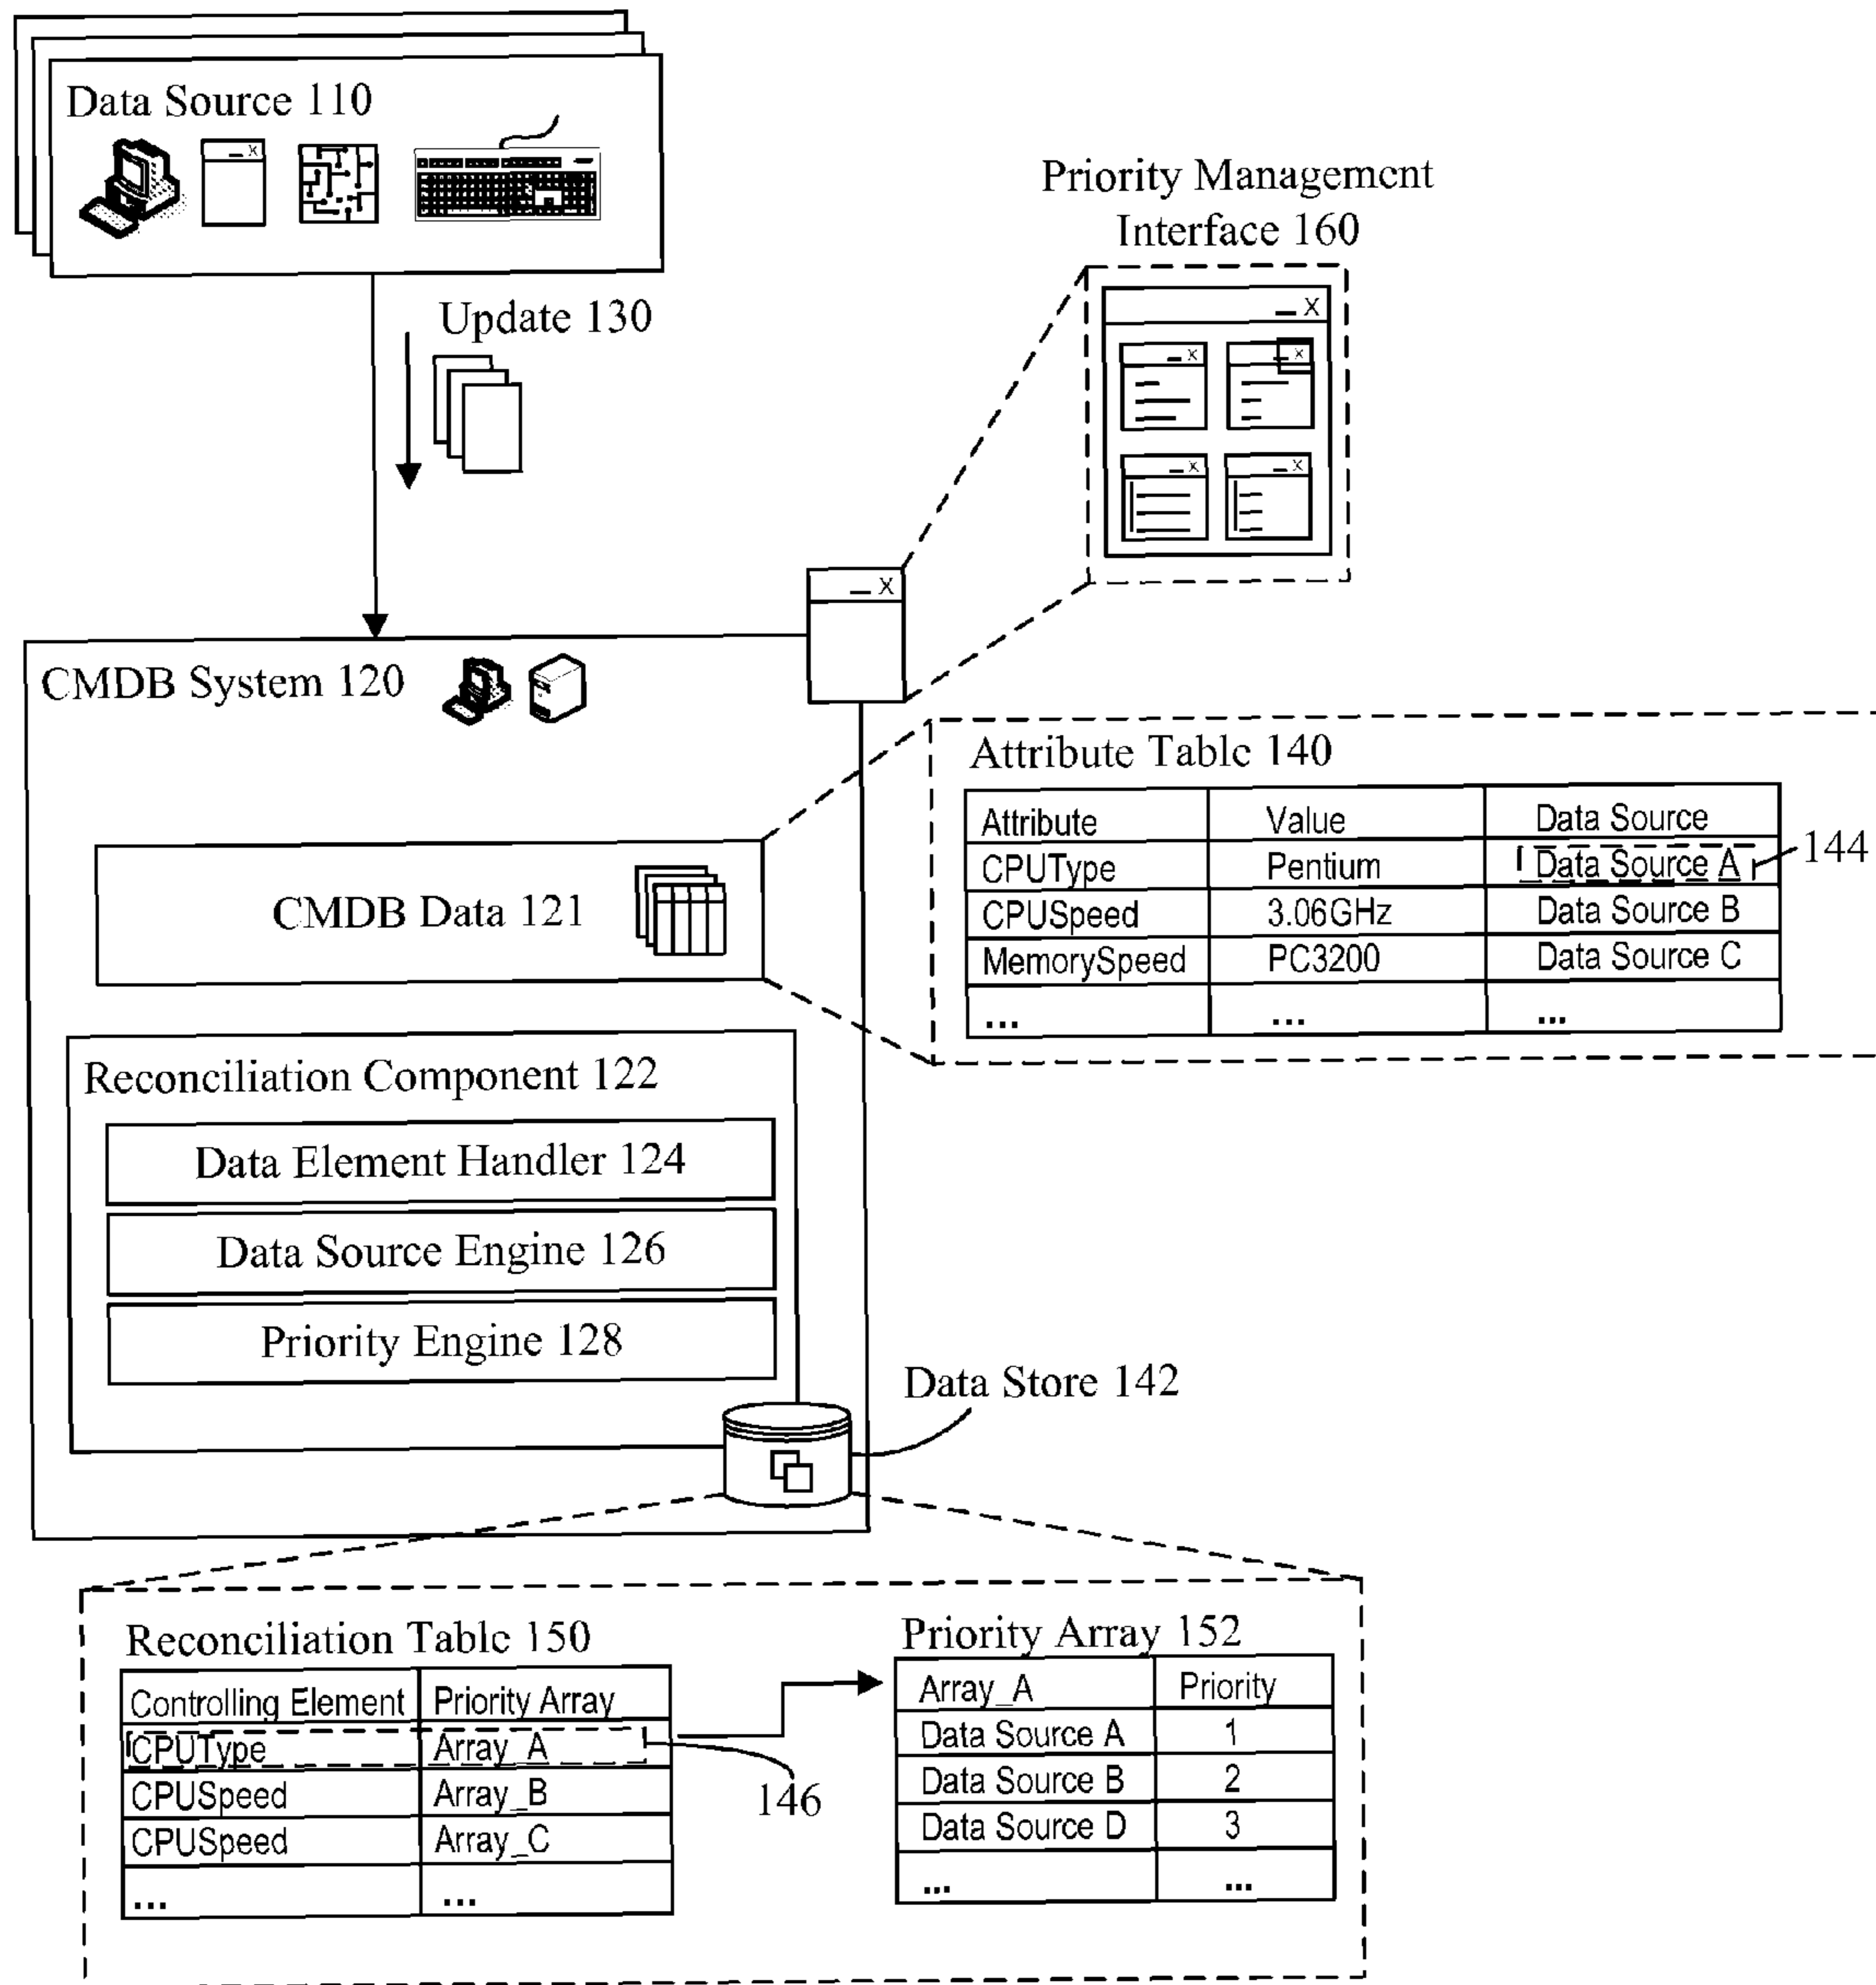 Data Source 110
_ X
Update 130
Priority Management
Interface 160
_ X
_ X
_ X
_ X
_ X
_ X
CMDB System 120
Attribute Table 140
Attribute Value Data Source
CPUType Pentium Data Source A
144
CPUSpeed 3.06GHz Data Source B
MemorySpeed PC3200 Data Source C
... ... ...
CMDB Data 121
Reconciliation Component 122
Data Element Handler 124
Data Source Engine 126
Priority Engine 128
Data Store 142
Reconciliation Table 150
Controlling Element Priority Array
CPUType Array_A
146
CPUSpeed Array_B
CPUSpeed Array_C
... ...
Priority Array 152
Array_A Priority
Data Source A 1
Data Source B 2
Data Source D 3
... ...